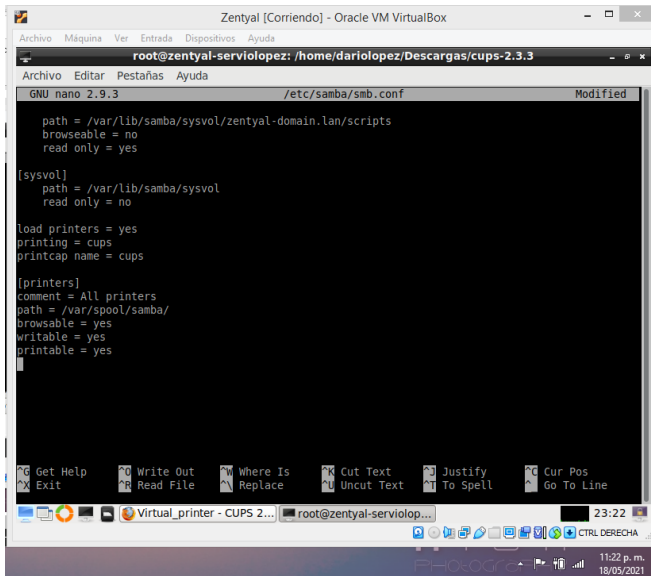 Zentyal [Corriendo] - Oracle VM VirtualBox
Archivo Máquina Ver Entrada Dispositivos Ayuda
root@zentyal-serviolopez: /home/dariolopez/Descargas/cups-2.3.3
Archivo Editar Pestañas Ayuda
GNU nano 2.9.3 /etc/samba/smb.conf Modified
path = /var/lib/samba/sysvol/zentyal-domain.lan/scripts
browseable = no
read only = yes
[sysvol]
path = /var/lib/samba/sysvol
read only = no
load printers = yes
printing = cups
printcap name = cups
[printers]
comment = All printers
path = /var/spool/samba/
browsable = yes
writable = yes
printable = yes
^G Get Help ^O Write Out ^W Where Is ^K Cut Text ^J Justify ^C Cur Pos
^X Exit ^R Read File ^\ Replace ^U Uncut Text ^T To Spell ^_ Go To Line
Virtual_printer - CUPS 2... root@zentyal-serviolop... 23:22
CTRL DERECHA
11:22 p. m.
18/05/2021